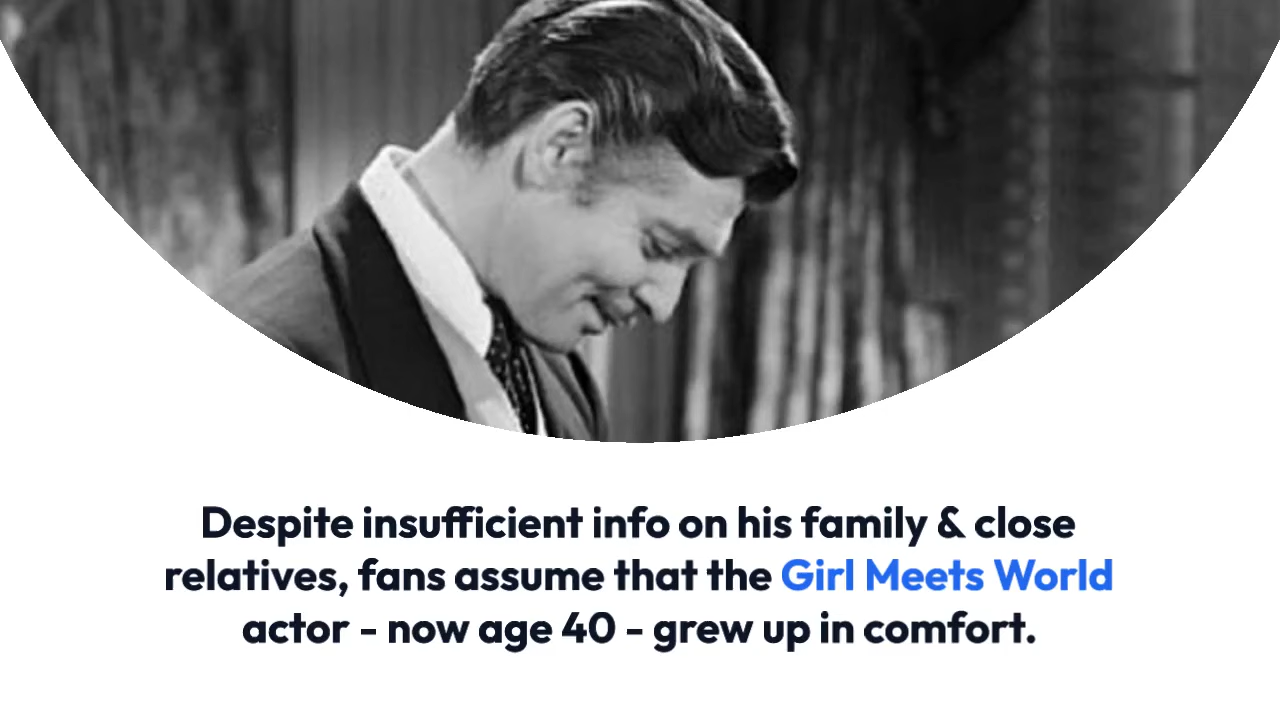 Despite insufficient info on his family & close
relatives, fans assume that the Girl Meets World
actor - now age 40 - grew up in comfort.